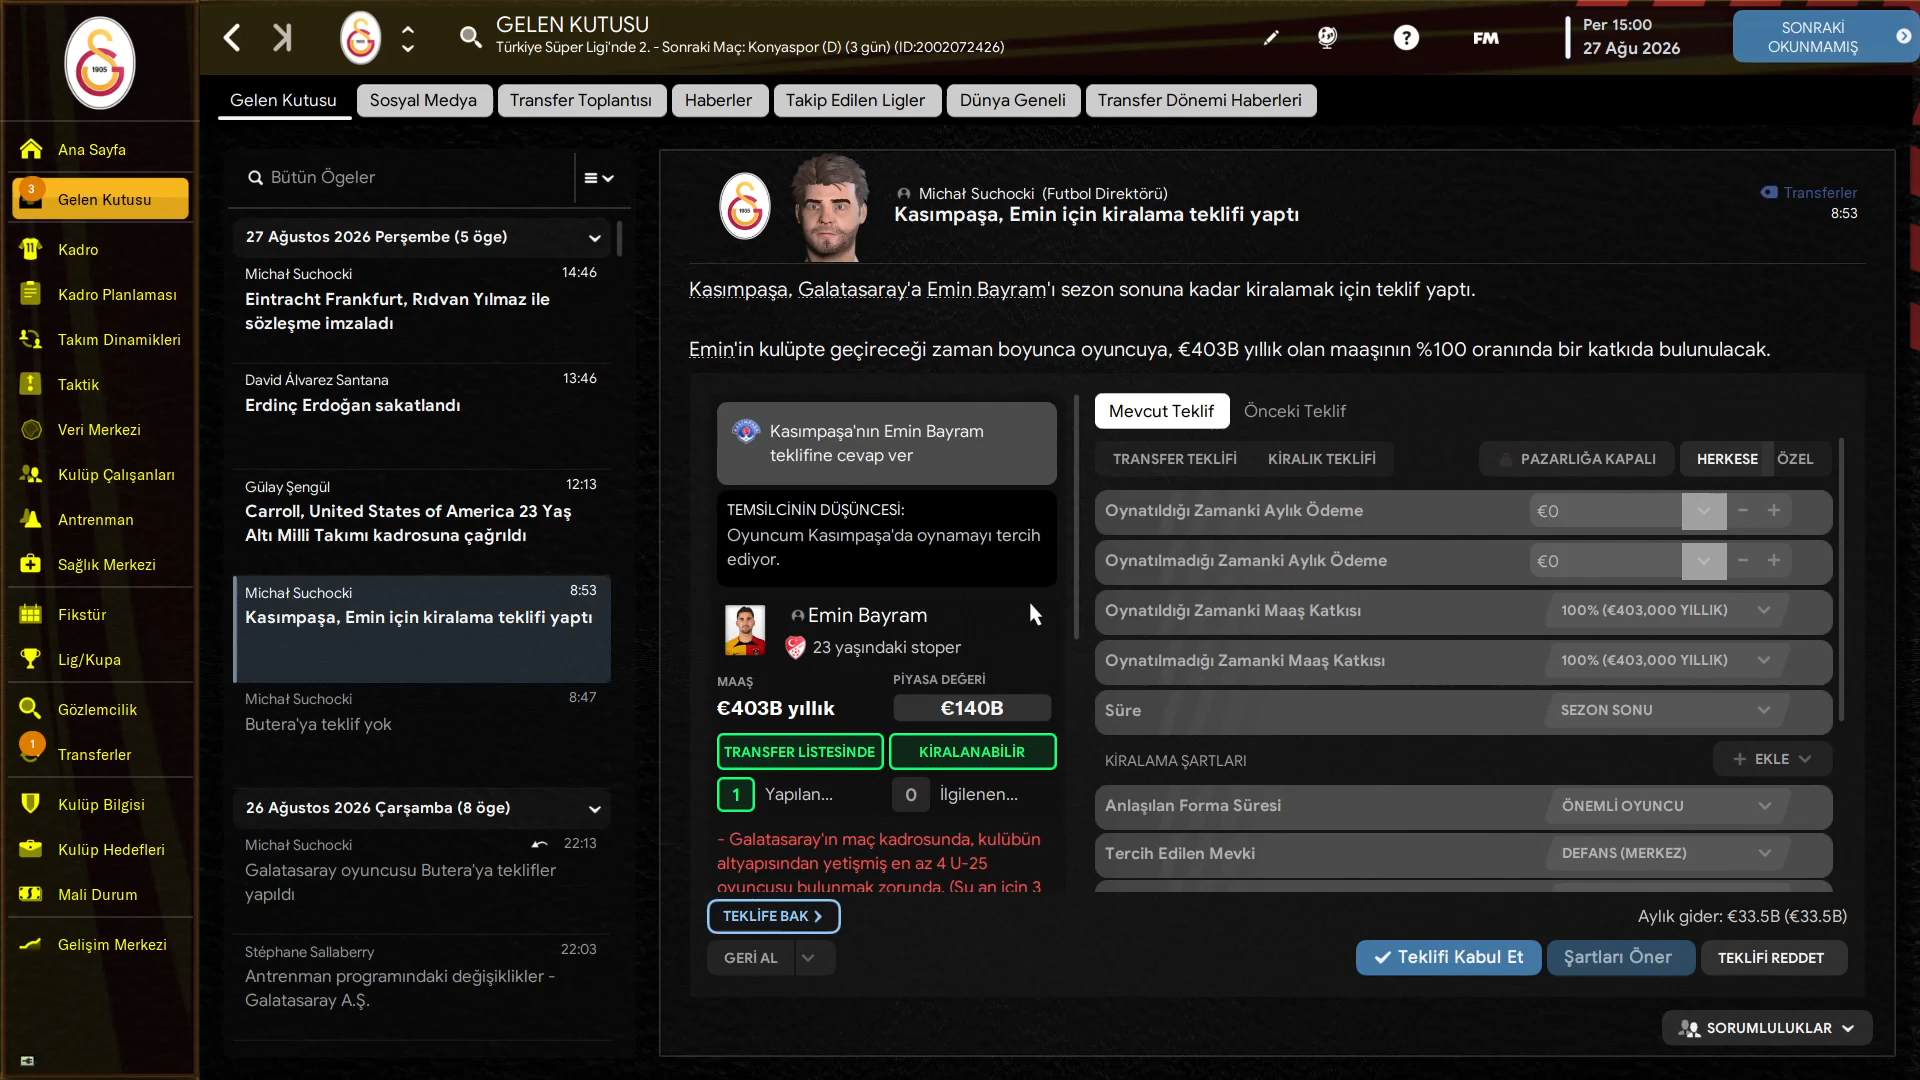 GELEN KUTUSU
Türkiye Süper Ligi'nde 2. - Sonraki Maç: Konyaspor (D) (3 gün) (ID:2002072426)
FM
Per 15:00
27 Ağu 2026
SONRAKİ
OKUNMAMIŞ
1905
Gelen Kutusu
Sosyal Medya
Transfer Toplantısı
Haberler
Takip Edilen Ligler
Dünya Geneli
Transfer Dönemi Haberleri
Ana Sayfa
3
Gelen Kutusu
Kadro
Kadro Planlaması
Takım Dinamikleri
Taktik
Veri Merkezi
Kulüp Çalışanları
Antrenman
Sağlık Merkezi
Fikstür
Lig/Kupa
Gözlemcilik
1
Transferler
Kulüp Bilgisi
Kulüp Hedefleri
Mali Durum
Gelişim Merkezi
Bütün Ögeler
27 Ağustos 2026 Perşembe (5 öge)
Michał Suchocki 14:46
Eintracht Frankfurt, Rıdvan Yılmaz ile
sözleşme imzaladı
David Álvarez Santana 13:46
Erdinç Erdoğan sakatlandı
Gülay Şengül 12:13
Carroll, United States of America 23 Yaş
Altı Milli Takımı kadrosuna çağrıldı
Michał Suchocki 8:53
Kasımpaşa, Emin için kiralama teklifi yaptı
Michał Suchocki 8:47
Butera'ya teklif yok
26 Ağustos 2026 Çarşamba (8 öge)
Michał Suchocki 22:13
Galatasaray oyuncusu Butera'ya teklifler
yapıldı
Stéphane Sallaberry 22:03
Antrenman programındaki değişiklikler -
Galatasaray A.Ş.
Michał Suchocki (Futbol Direktörü)
Kasımpaşa, Emin için kiralama teklifi yaptı
Transferler
8:53
Kasımpaşa, Galatasaray'a Emin Bayram'ı sezon sonuna kadar kiralamak için teklif yaptı.
Emin'in kulüpte geçireceği zaman boyunca oyuncuya, €403B yıllık olan maaşının %100 oranında bir katkıda bulunulacak.
Kasımpaşa'nın Emin Bayram
teklifine cevap ver
TEMSİLCİNİN DÜŞÜNCESİ:
Oyuncum Kasımpaşa'da oynamayı tercih
ediyor.
Emin Bayram
23 yaşındaki stoper
MAAŞ
€403B yıllık
PİYASA DEĞERİ
€140B
TRANSFER LİSTESİNDE
KİRALANABİLİR
1 Yapılan...
0 İlgilenen...
- Galatasaray'ın maç kadrosunda, kulübün
altyapısından yetişmiş en az 4 U-25
oyuncusu bulunmak zorunda. (Şu an için 3
TEKLİFE BAK
GERİ AL
Mevcut Teklif
Önceki Teklif
TRANSFER TEKLİFİ
KİRALIK TEKLİFİ
PAZARLIĞA KAPALI
HERKESE
ÖZEL
Oynatıldığı Zamanki Aylık Ödeme €0
Oynatılmadığı Zamanki Aylık Ödeme €0
Oynatıldığı Zamanki Maaş Katkısı 100% (€403,000 YILLIK)
Oynatılmadığı Zamanki Maaş Katkısı 100% (€403,000 YILLIK)
Süre SEZON SONU
KİRALAMA ŞARTLARI + EKLE
Anlaşılan Forma Süresi ÖNEMLİ OYUNCU
Tercih Edilen Mevki DEFANS (MERKEZ)
Aylık gider: €33.5B (€33.5B)
Teklifi Kabul Et
Şartları Öner
TEKLİFİ REDDET
SORUMLULUKLAR